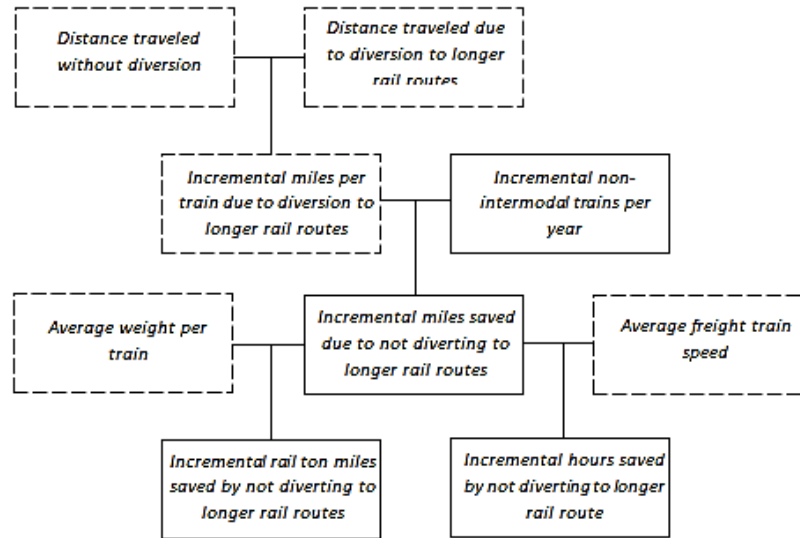 Distance traveled
without diversion
Distance traveled due
to diversion to longer
rail routes
Incremental miles per
train due to diversion to
longer rail routes
Incremental non-
intermodal trains per
year
Average weight per
train
Incremental miles saved
due to not diverting to
longer rail routes
Average freight train
speed
Incremental rail ton miles
saved by not diverting to
longer rail routes
Incremental hours saved
by not diverting to longer
rail route